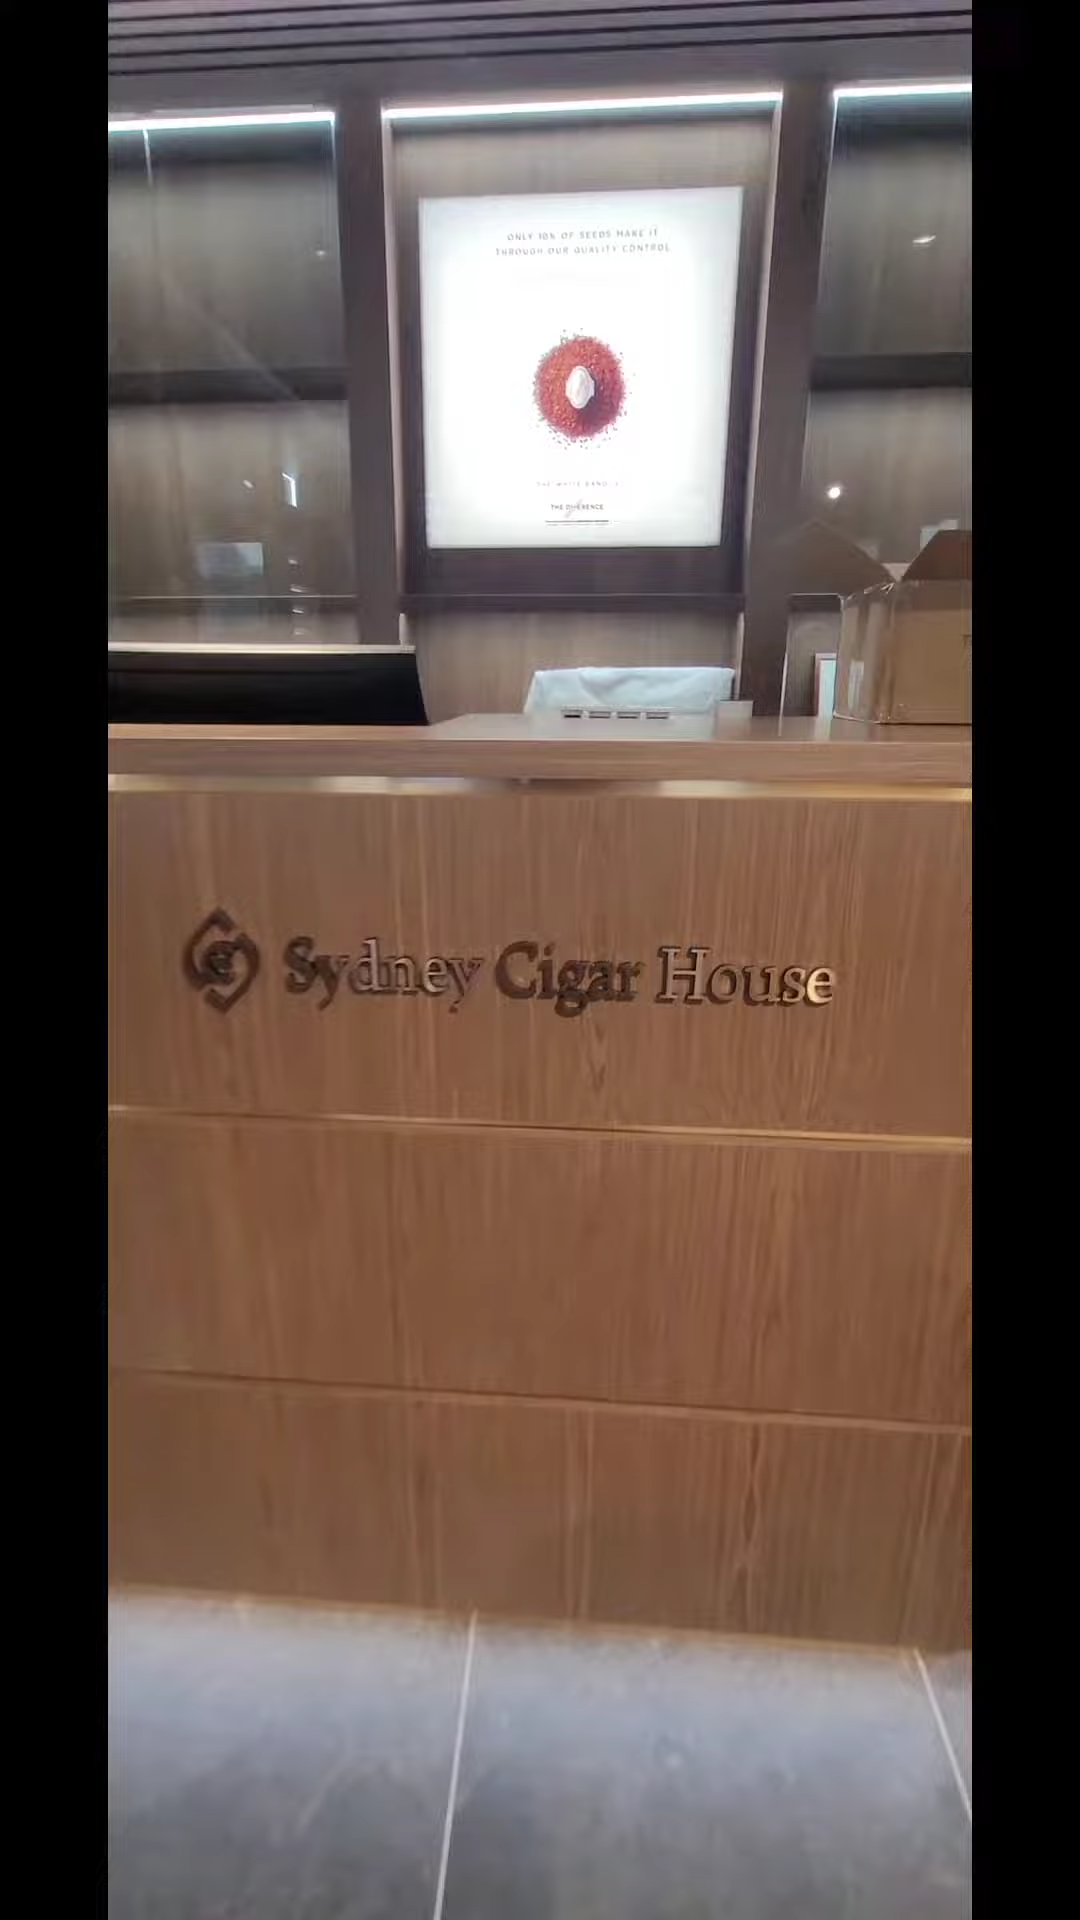 ONLY 10% OF SEEDS MAKE IT
THROUGH OUR QUALITY CONTROL
THE WHITE BAND IS
THE DIFFERENCE
Sydney Cigar House